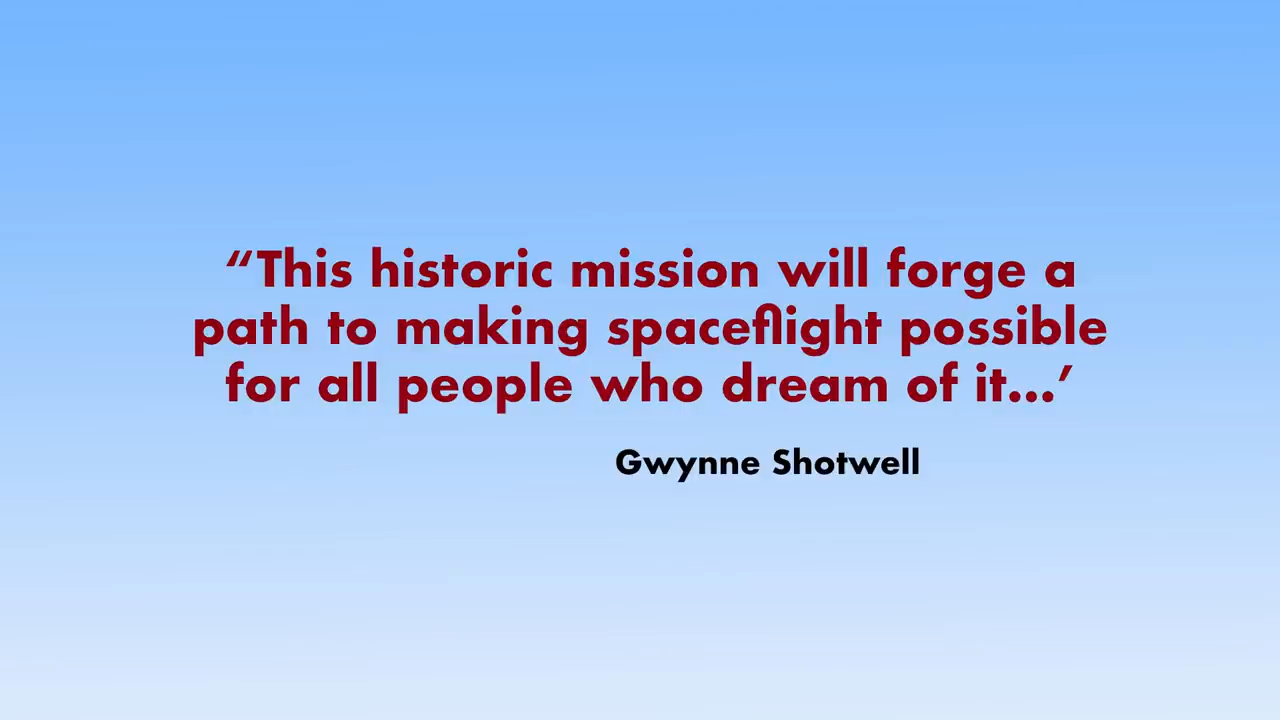 “This historic mission will forge a
path to making spaceflight possible
for all people who dream of it...’
Gwynne Shotwell